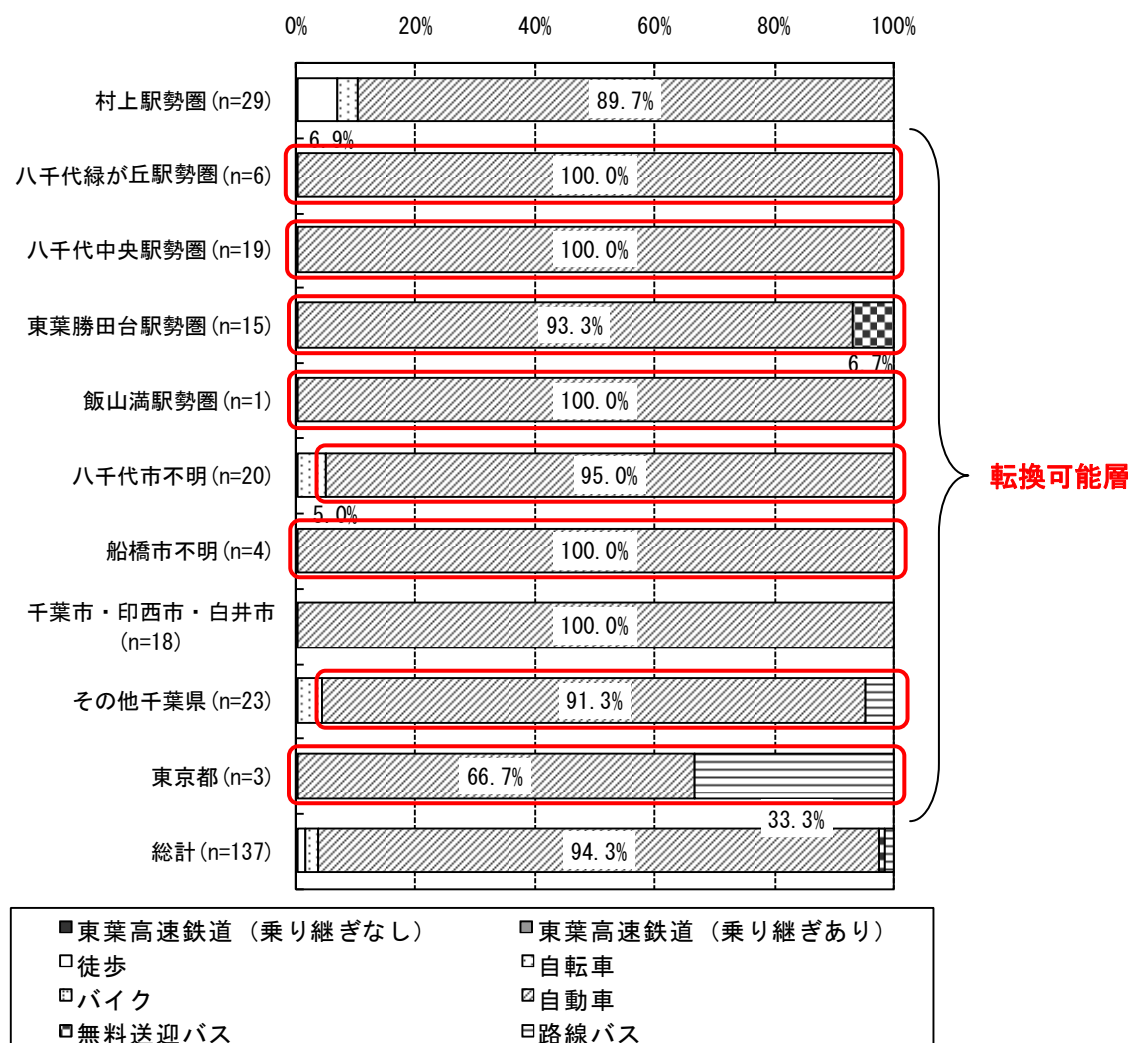 0% 20% 40% 60% 80% 100%
村上駅勢圏(n=29) 89.7%
6.9%
八千代緑が丘駅勢圏(n=6) 100.0%
八千代中央駅勢圏(n=19) 100.0%
東葉勝田台駅勢圏(n=15) 93.3%
6.7%
飯山満駅勢圏(n=1) 100.0%
八千代市不明(n=20) 95.0%
転換可能層
5.0%
船橋市不明(n=4) 100.0%
千葉市・印西市・白井市
(n=18) 100.0%
その他千葉県(n=23) 91.3%
東京都(n=3) 66.7%
33.3%
総計(n=137) 94.3%
東葉高速鉄道（乗り継ぎなし） 東葉高速鉄道（乗り継ぎあり）
徒歩 自転車
バイク 自動車
無料送迎バス 路線バス